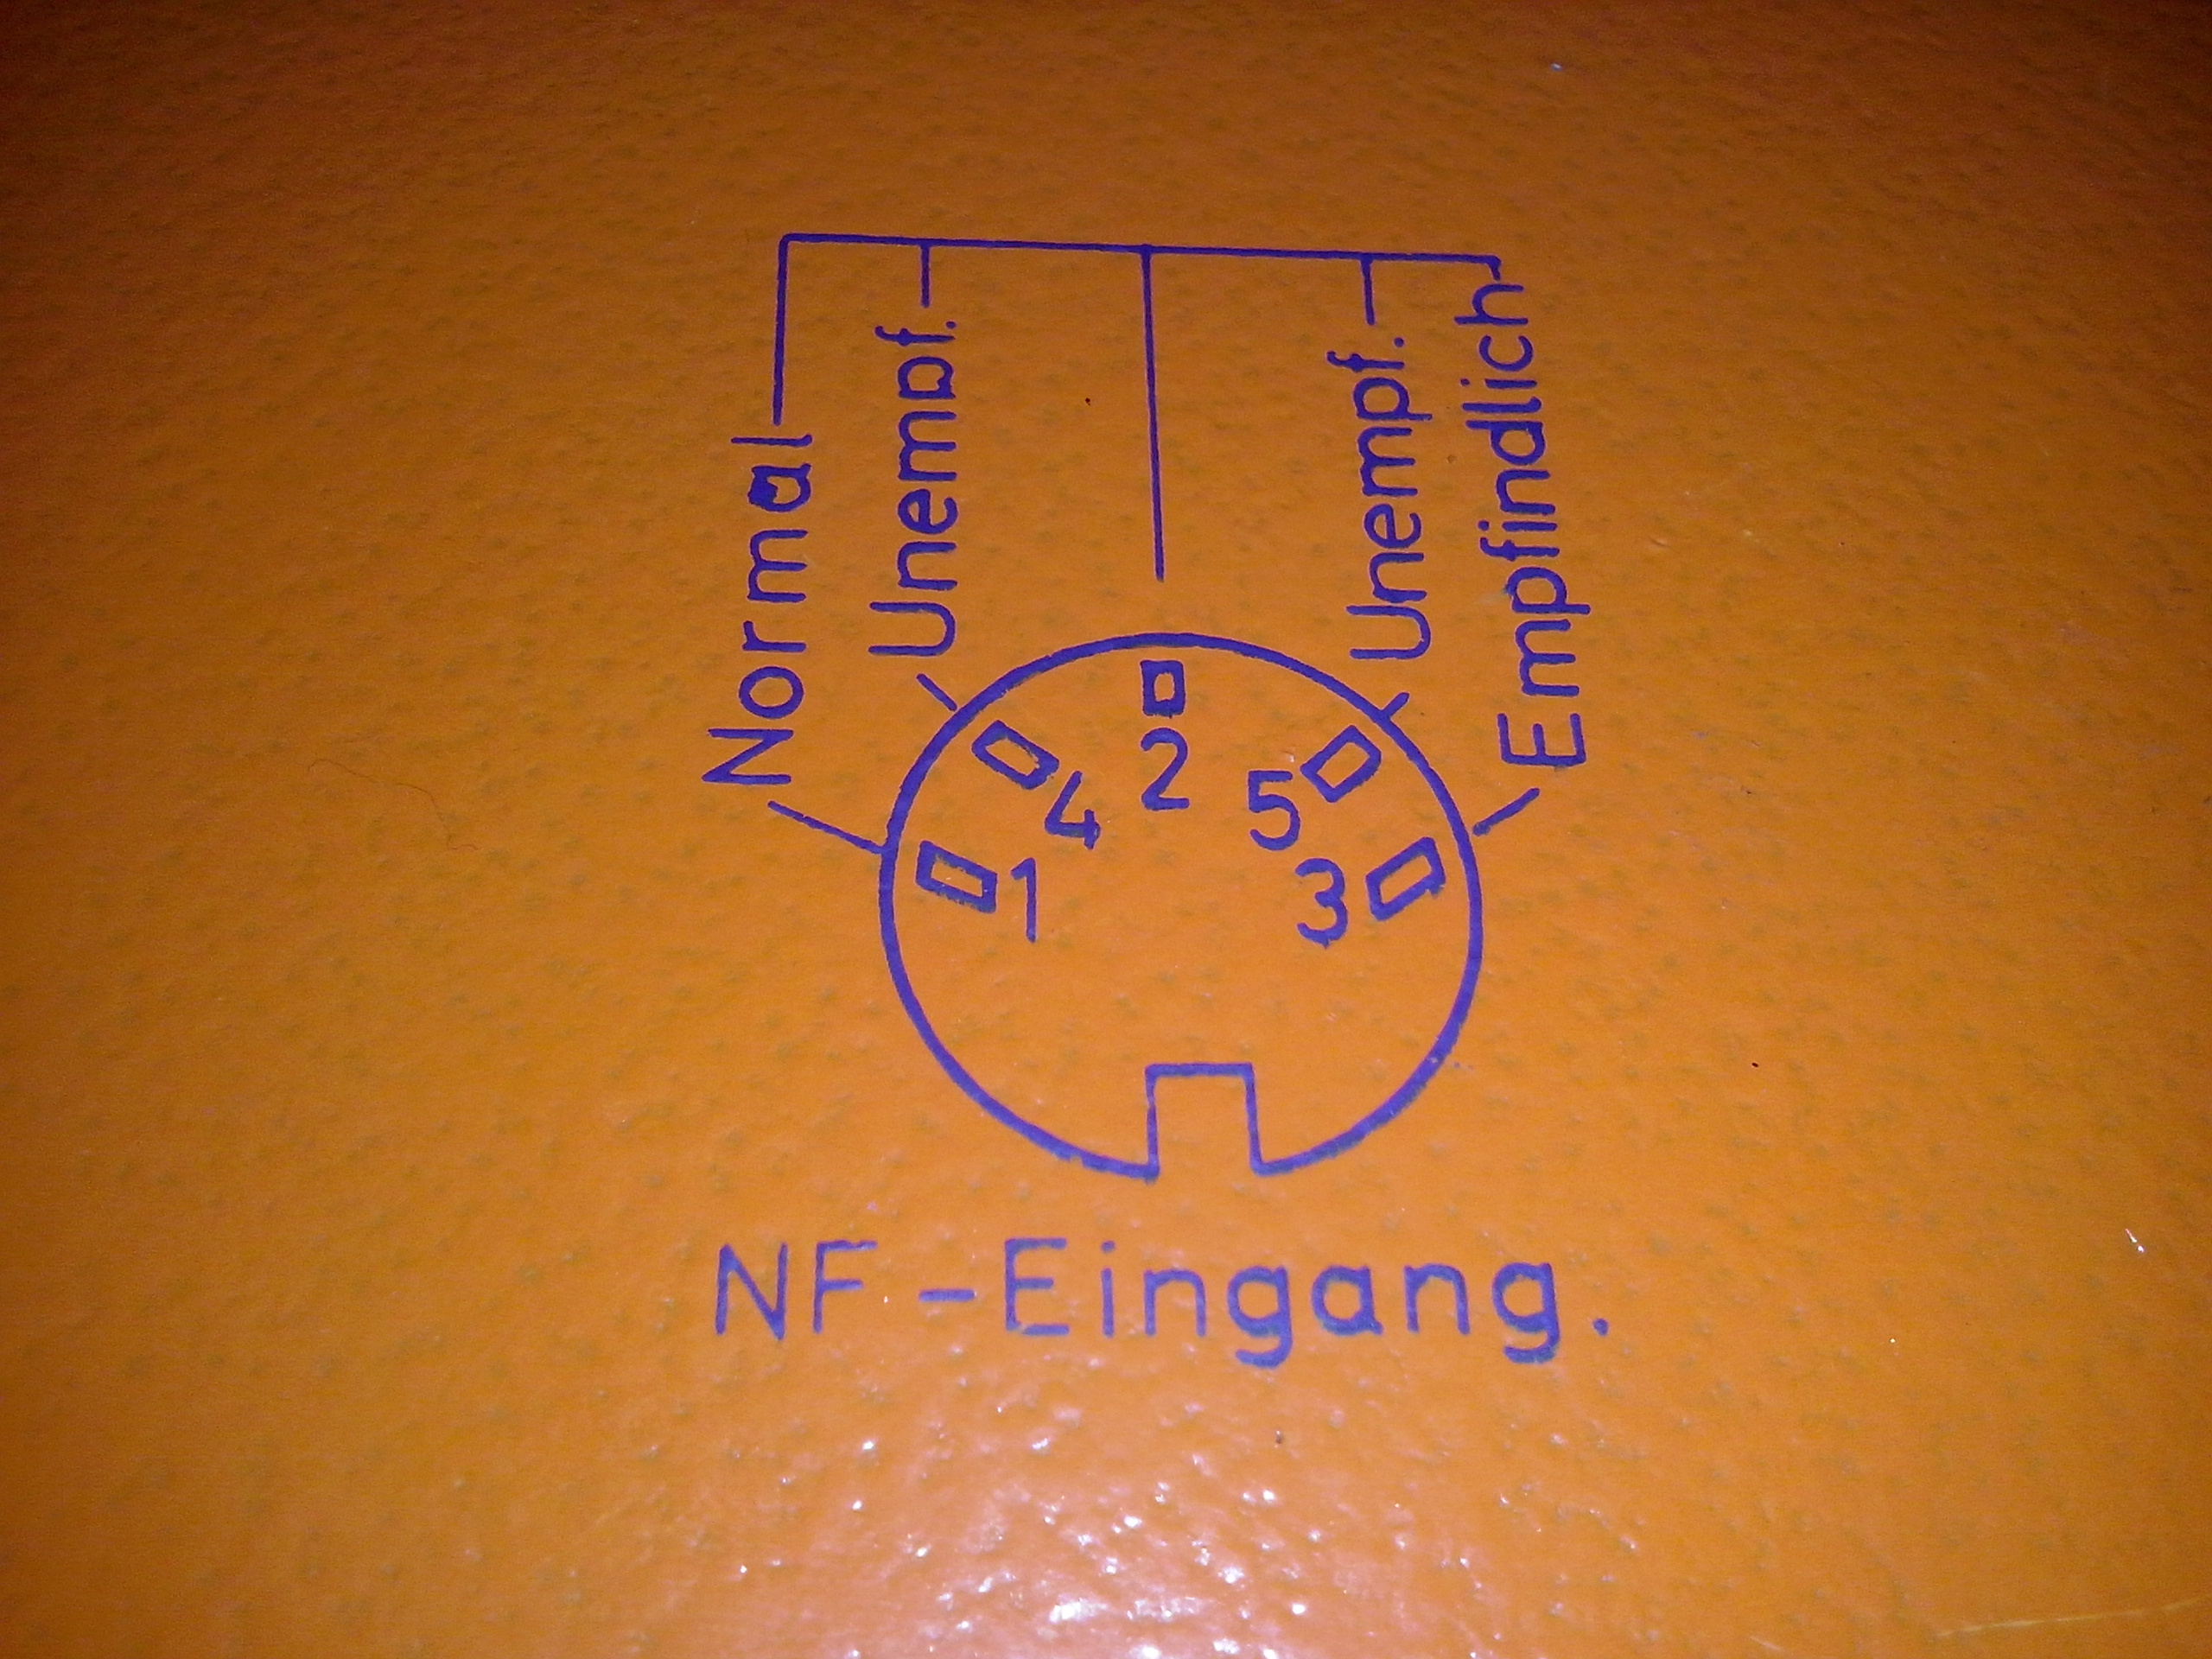 Normal
Unempf.
Unempf.
Empfindlich
1
4
2
5
3
NF-Eingang.